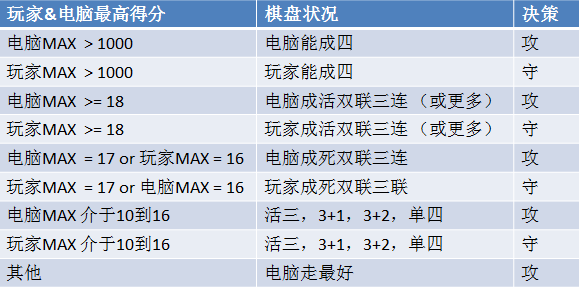 玩家&电脑最高得分 棋盘状况 决策
电脑MAX > 1000 电脑能成四 攻
玩家MAX > 1000 玩家能成四 守
电脑MAX >= 18 电脑成活双联三连 （或更多） 攻
玩家MAX >= 18 玩家成活双联三连 （或更多） 守
电脑MAX = 17 or 玩家MAX = 16 电脑成死双联三连 攻
玩家MAX = 17 or 电脑MAX = 16 玩家成死双联三联 守
电脑MAX 介于10到16 活三，3+1，3+2，单四 攻
玩家MAX 介于10到16 活三，3+1，3+2，单四 守
其他 电脑走最好 攻